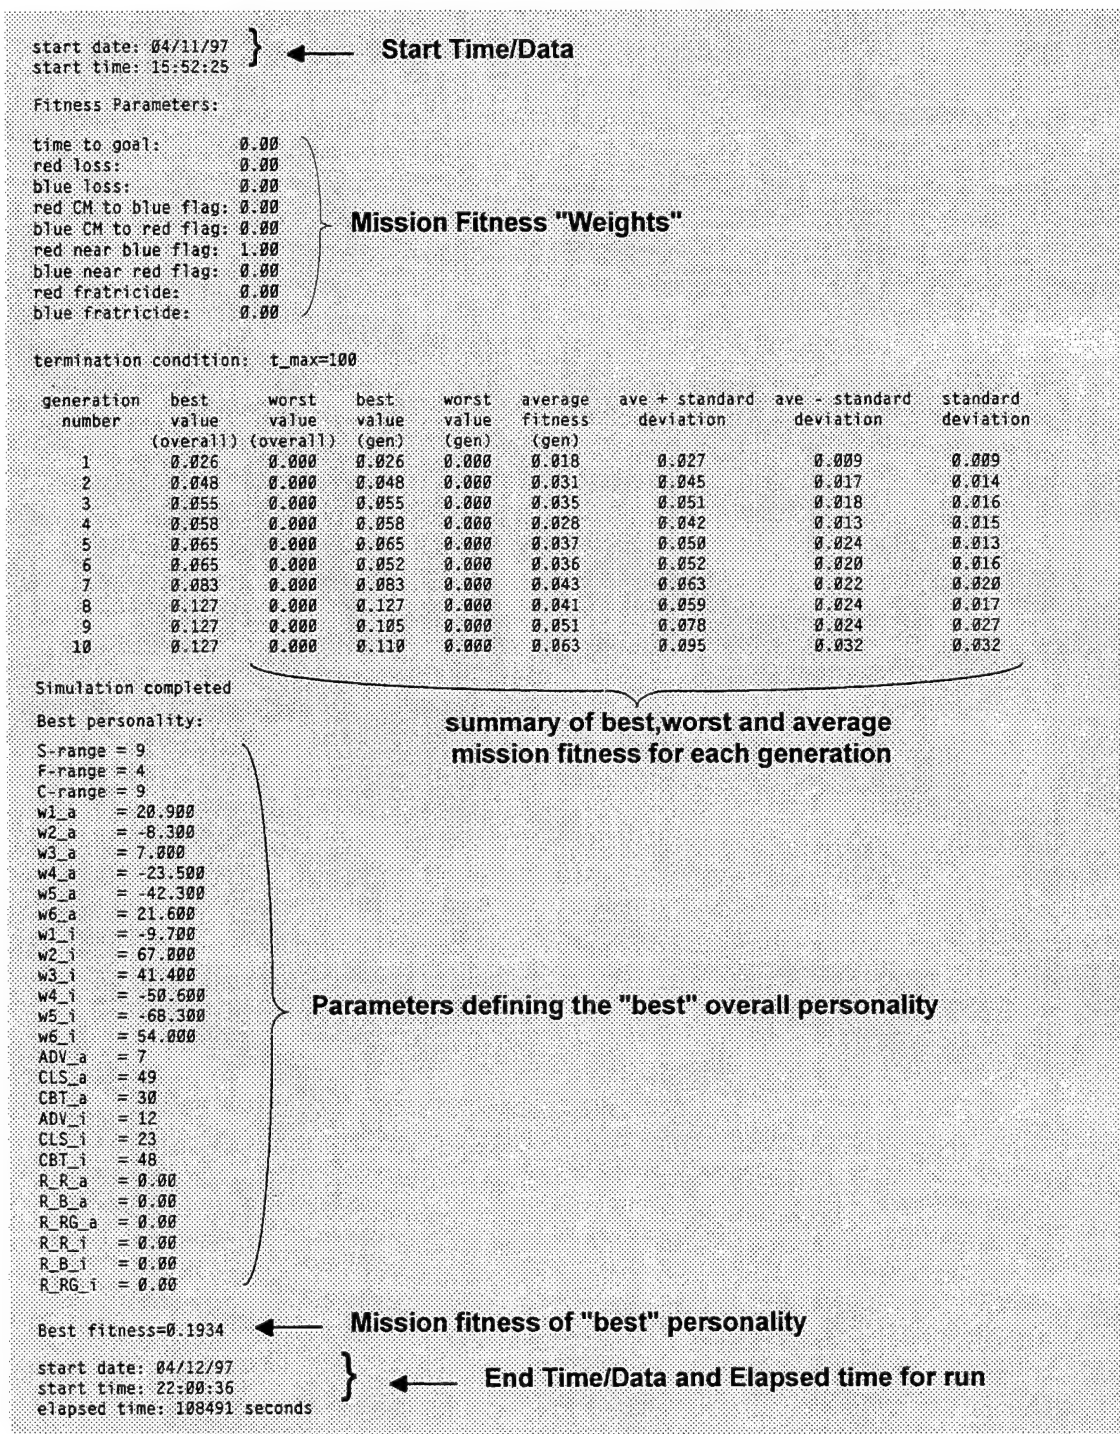 start date: 04/11/97
start time: 15:52:25
} Start Time/Data
Fitness Parameters:
time to goal: 0.00
red loss: 0.00
blue loss: 0.00
red CM to blue flag: 0.00
blue CM to red flag: 0.00
red near blue flag: 1.00
blue near red flag: 0.00
red fratricide: 0.00
blue fratricide: 0.00
Mission Fitness "Weights"
termination condition: t_max=100
generation best worst best worst average ave + standard ave - standard standard
number value value value value fitness deviation deviation deviation
(overall) (overall) (gen) (gen) (gen)
1 0.026 0.000 0.026 0.000 0.018 0.027 0.009 0.009
2 0.048 0.000 0.048 0.000 0.031 0.045 0.017 0.014
3 0.055 0.000 0.055 0.000 0.035 0.051 0.018 0.016
4 0.058 0.000 0.058 0.000 0.028 0.042 0.013 0.015
5 0.065 0.000 0.065 0.000 0.037 0.050 0.024 0.013
6 0.065 0.000 0.052 0.000 0.036 0.052 0.020 0.016
7 0.083 0.000 0.083 0.000 0.043 0.063 0.022 0.020
8 0.127 0.000 0.127 0.000 0.041 0.059 0.024 0.017
9 0.127 0.000 0.105 0.000 0.051 0.078 0.024 0.027
10 0.127 0.000 0.110 0.000 0.063 0.095 0.032 0.032
Simulation completed
summary of best,worst and average
mission fitness for each generation
Best personality:
S-range = 9
F-range = 4
C-range = 9
w1_a = 20.900
w2_a = -8.300
w3_a = 7.000
w4_a = -23.500
w5_a = -42.300
w6_a = 21.600
w1_i = -9.700
w2_i = 67.000
w3_i = 41.400
w4_i = -50.600
w5_i = -68.300
w6_i = 54.000
ADV_a = 7
CLS_a = 49
CBT_a = 30
ADV_i = 12
CLS_i = 23
CBT_i = 48
R_R_a = 0.00
R_B_a = 0.00
R_RG_a = 0.00
R_R_i = 0.00
R_B_i = 0.00
R_RG_i = 0.00
Parameters defining the "best" overall personality
Best fitness=0.1934
Mission fitness of "best" personality
start date: 04/12/97
start time: 22:00:36
elapsed time: 108491 seconds
} End Time/Data and Elapsed time for run